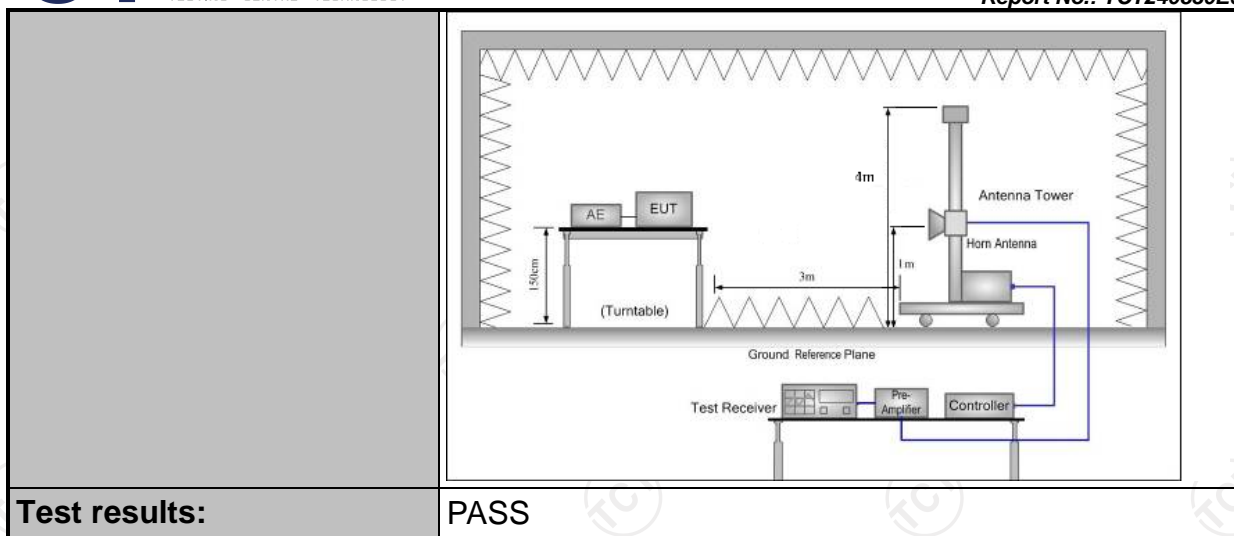 4m
Antenna Tower
AE
EUT
Horn Antenna
1m
3m
150cm
(Turntable)
Ground Reference Plane
Test Receiver
Pre-
Amplifier
Controller
Test results:
PASS